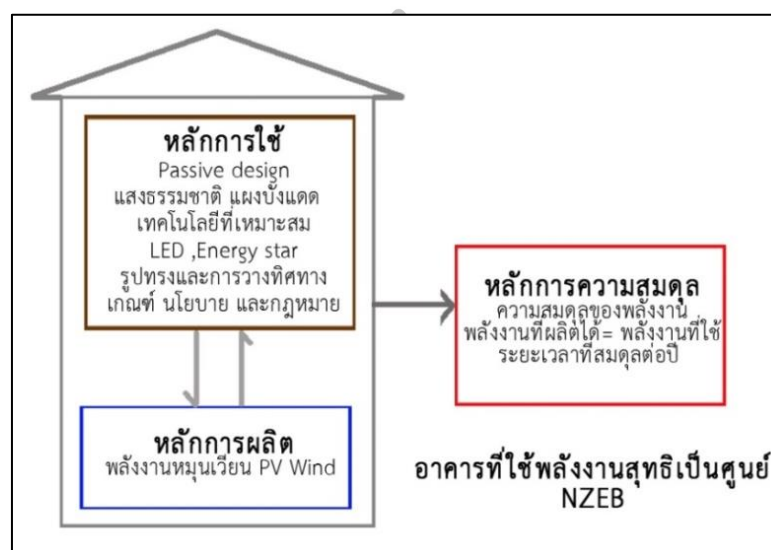 หลักการใช้
Passive design
แสงธรรมชาติ แผงบังแดด
เทคโนโลยีที่เหมาะสม
LED ,Energy star
รูปทรงและการวางทิศทาง
เกณฑ์ นโยบาย และกฎหมาย
หลักการผลิต
พลังงานหมุนเวียน PV Wind
หลักการความสมดุล
ความสมดุลของพลังงาน
พลังงานที่ผลิตได้= พลังงานที่ใช้
ระยะเวลาที่สมดุลต่อปี
อาคารที่ใช้พลังงานสุทธิเป็นศูนย์
NZEB